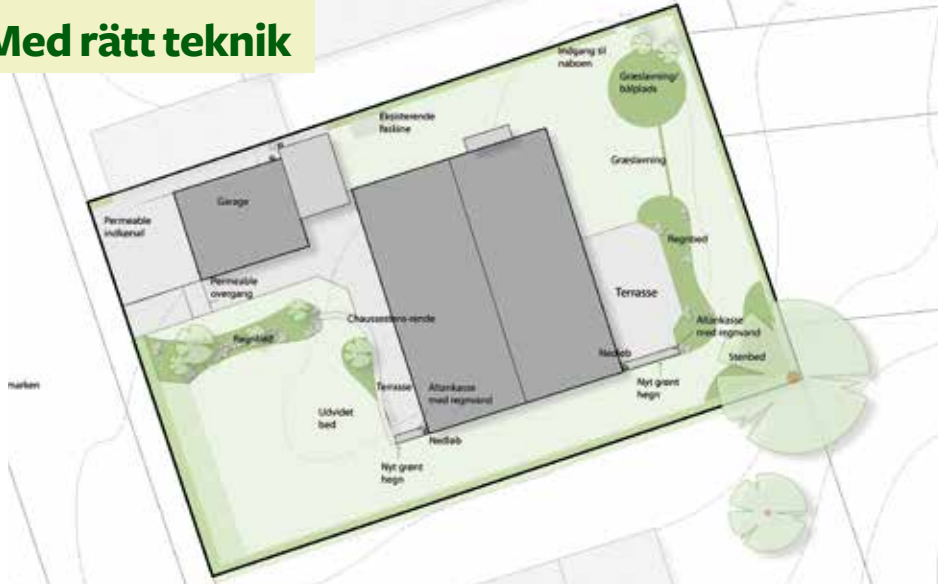 Med rätt teknik
Indgang til
naboen
Græslavning/
bålplads
Eksisterende
faskine
Græslavning
Garage
Permeable
indkørsel
Regnbed
Permeable
overgang
Terrasse
Chaussestens-rende
Altankasse
med regnvand
Regnbed
Nedløb
Stenbed
marken
Terrasse
Altankasse
med regnvand
Nyt grønt
hegn
Udvidet
bed
Nedløb
Nyt grønt
hegn